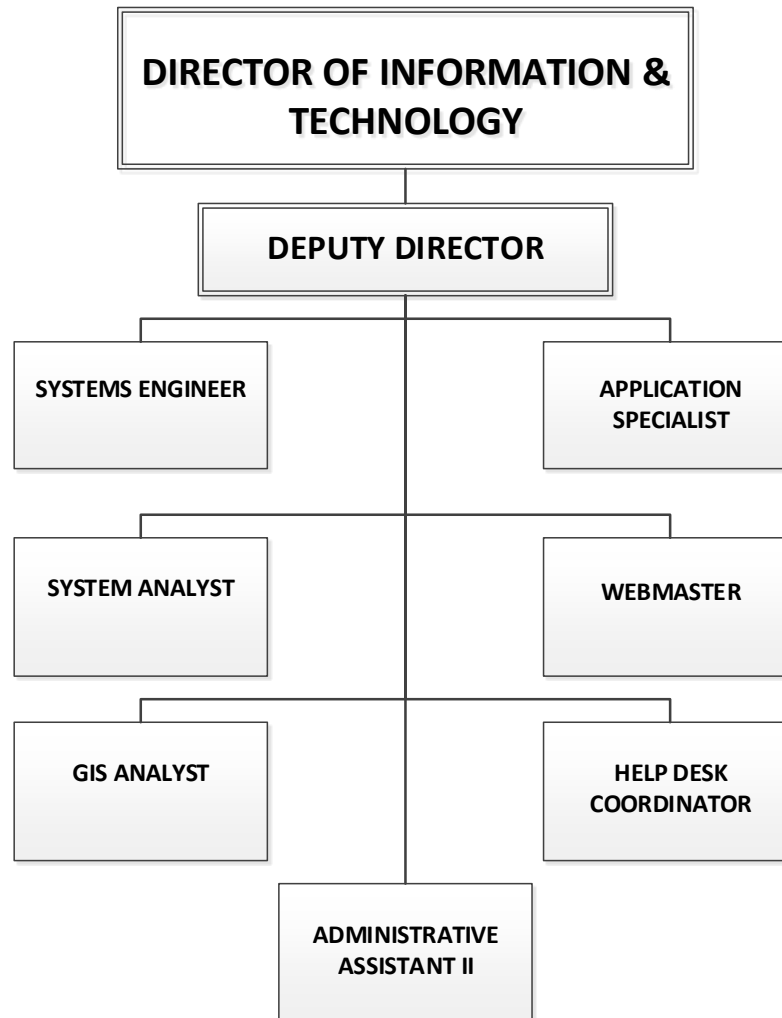 DIRECTOR OF INFORMATION &
TECHNOLOGY
DEPUTY DIRECTOR
SYSTEMS ENGINEER
APPLICATION
SPECIALIST
SYSTEM ANALYST
WEBMASTER
GIS ANALYST
HELP DESK
COORDINATOR
ADMINISTRATIVE
ASSISTANT II